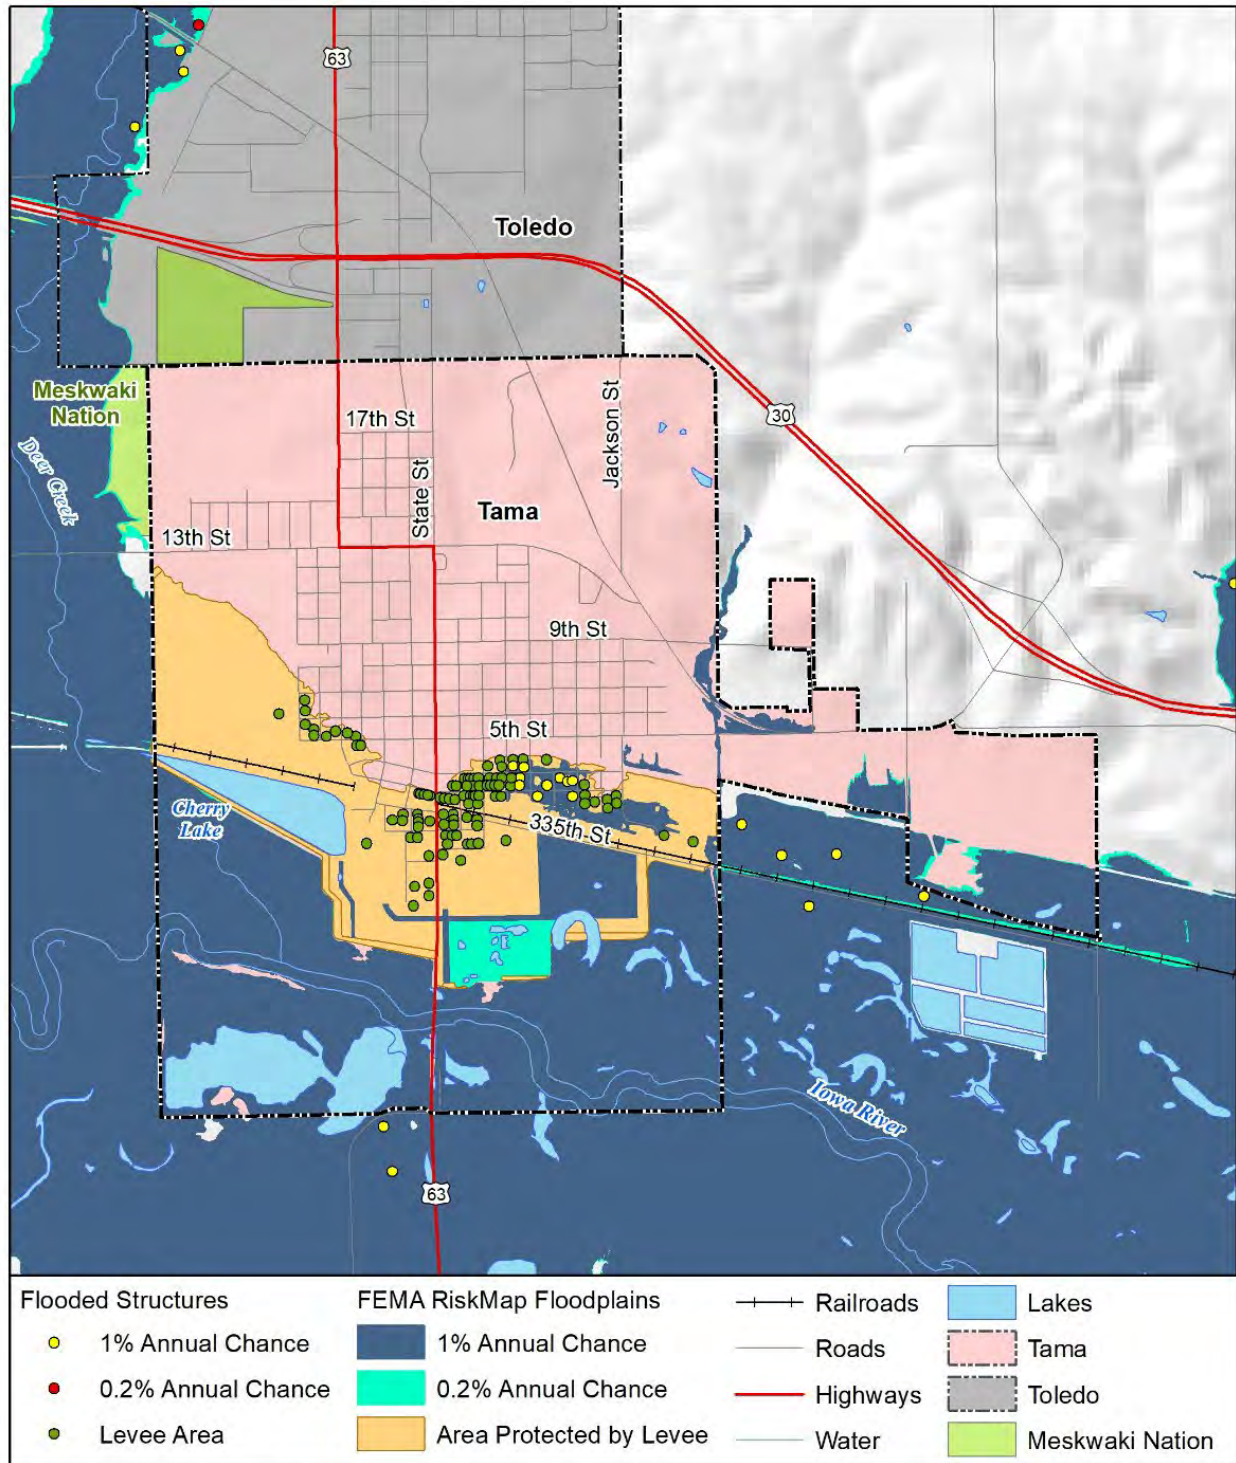 63
Toledo
Meskwaki
Nation
30
17th St
Jackson St
State St
Deer Creek
Tama
13th St
9th St
5th St
Cherry
Lake
335th St
Iowa River
63
Flooded Structures
1% Annual Chance
0.2% Annual Chance
Levee Area
FEMA RiskMap Floodplains
1% Annual Chance
0.2% Annual Chance
Area Protected by Levee
Railroads
Roads
Highways
Water
Lakes
Tama
Toledo
Meskwaki Nation